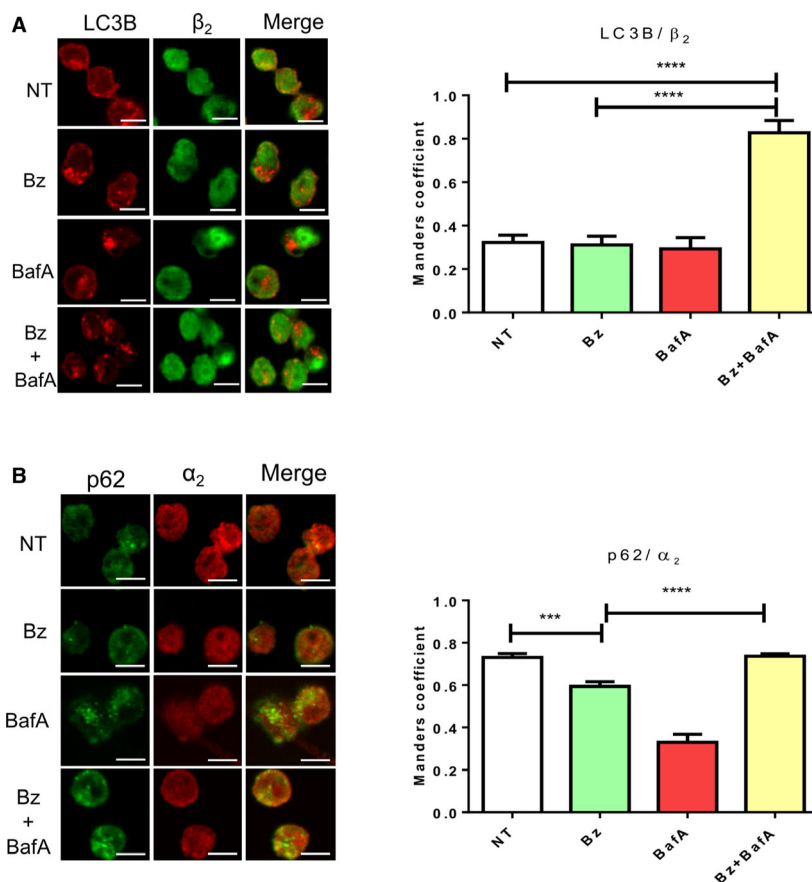 A
LC3B β2 Merge
NT
Bz
BafA
Bz
+
BafA
LC3B/ β2
****
****
Manders coefficient
1.0
0.8
0.6
0.4
0.2
0.0
NT Bz BafA Bz+BafA
B
p62 α2 Merge
NT
Bz
BafA
Bz
+
BafA
p62/ α2
****
***
Manders coefficient
1.0
0.8
0.6
0.4
0.2
0.0
NT Bz BafA Bz+BafA